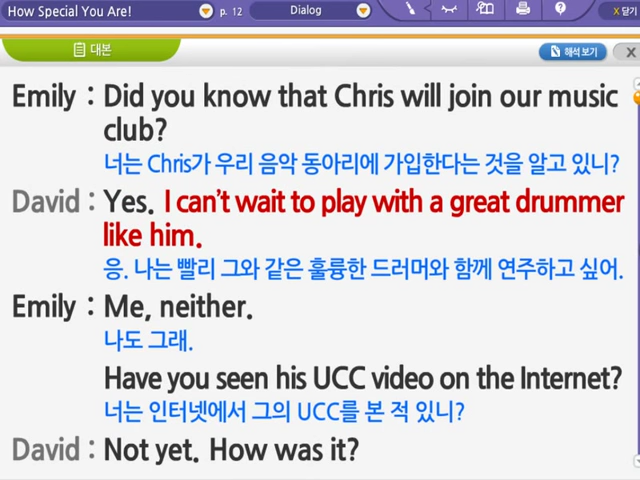 How Special You Are!
p. 12
Dialog
닫기
대본
해석 보기
Emily : Did you know that Chris will join our music
club?
너는 Chris가 우리 음악 동아리에 가입한다는 것을 알고 있니?
David : Yes. I can't wait to play with a great drummer
like him.
응. 나는 빨리 그와 같은 훌륭한 드러머와 함께 연주하고 싶어.
Emily : Me, neither.
나도 그래.
Have you seen his UCC video on the Internet?
너는 인터넷에서 그의 UCC를 본 적 있니?
David : Not yet. How was it?